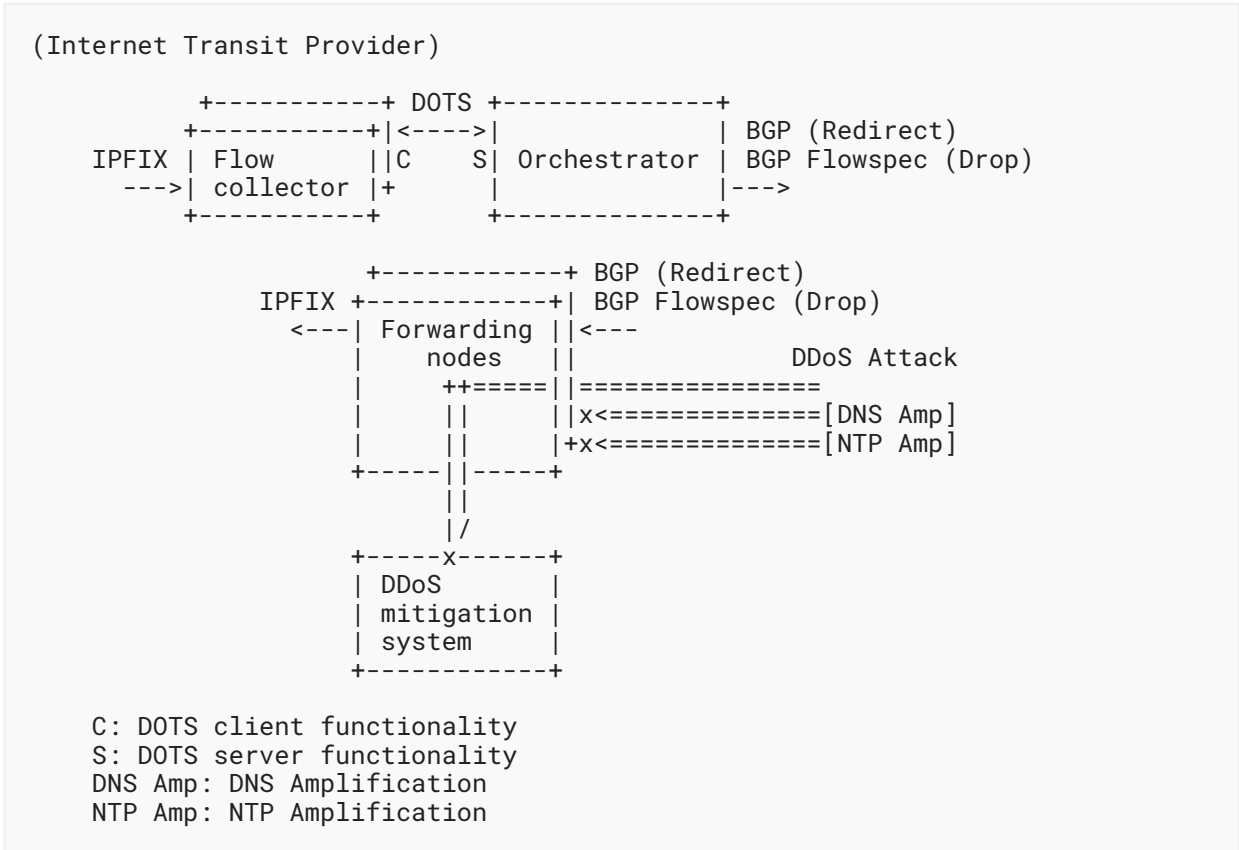 (Internet Transit Provider)

           +-----------+ DOTS +--------------+
          +-----------+|<---->|              | BGP (Redirect)
    IPFIX | Flow      ||C    S| Orchestrator | BGP Flowspec (Drop)
      --->| collector |+      |              |--->
          +-----------+       +--------------+

                      +------------+ BGP (Redirect)
               IPFIX +------------+| BGP Flowspec (Drop)
                 <---| Forwarding ||<---
                     |    nodes   ||              DDoS Attack
                     |     ++=====||================
                     |     ||     ||x<==============[DNS Amp]
                     |     ||     |+x<==============[NTP Amp]
                     +-----||-----+
                           ||
                           |/
                     +-----x------+
                     | DDoS       |
                     | mitigation |
                     | system     |
                     +------------+

    C: DOTS client functionality
    S: DOTS server functionality
    DNS Amp: DNS Amplification
    NTP Amp: NTP Amplification